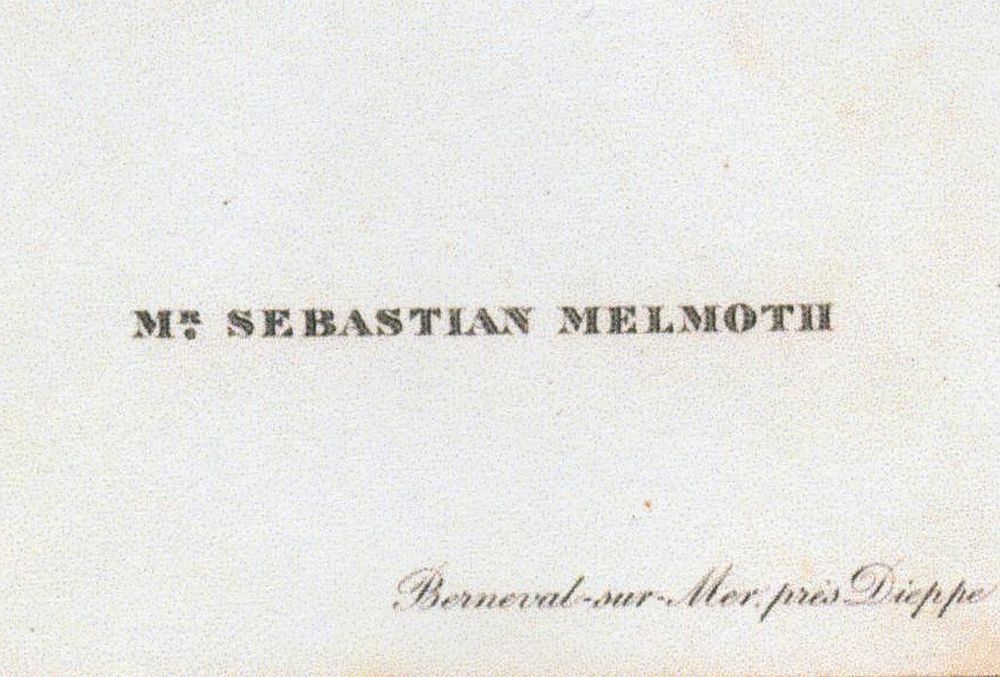 Mr. SEBASTIAN MELMOTH
Berneval-sur-Mer, près Dieppe